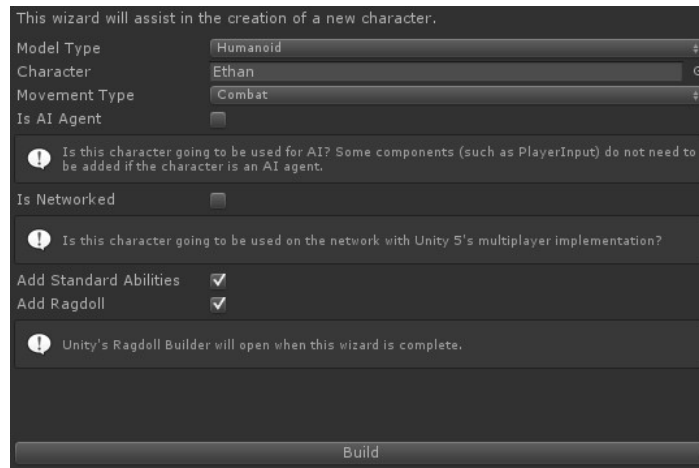 This wizard will assist in the creation of a new character.
Model Type Humanoid
Character Ethan
Movement Type Combat
Is AI Agent
Is this character going to be used for AI? Some components (such as PlayerInput) do not need to
be added if the character is an AI agent.
Is Networked
Is this character going to be used on the network with Unity 5's multiplayer implementation?
Add Standard Abilities
Add Ragdoll
Unity's Ragdoll Builder will open when this wizard is complete.
Build